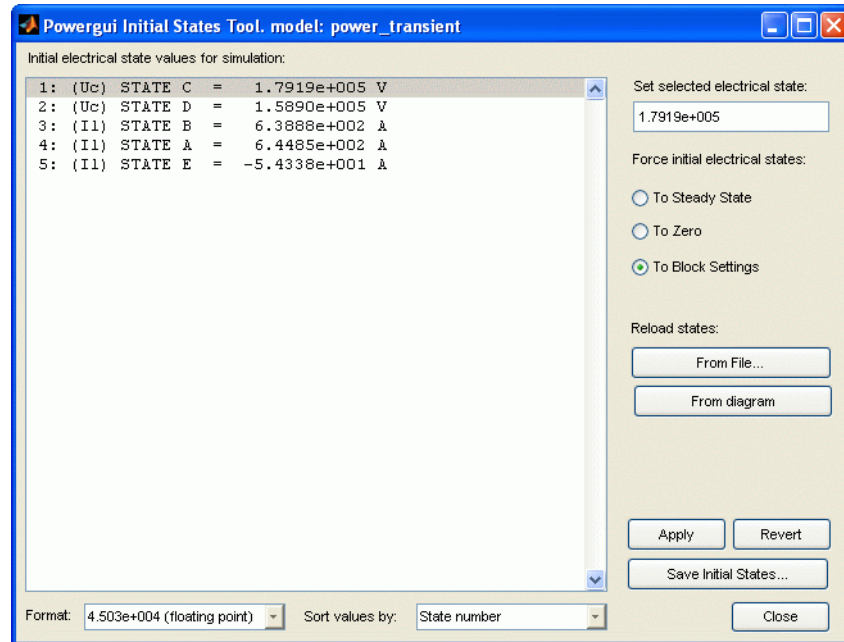 Powergui Initial States Tool. model: power_transient
Initial electrical state values for simulation:
1: (Uc) STATE C = 1.7919e+005 V
2: (Uc) STATE D = 1.5890e+005 V
3: (Il) STATE B = 6.3888e+002 A
4: (Il) STATE A = 6.4485e+002 A
5: (Il) STATE E = -5.4338e+001 A
Set selected electrical state:
1.7919e+005
Force initial electrical states:
To Steady State
To Zero
To Block Settings
Reload states:
From File...
From diagram
Apply Revert
Save Initial States...
Format: 4.503e+004 (floating point) Sort values by: State number Close